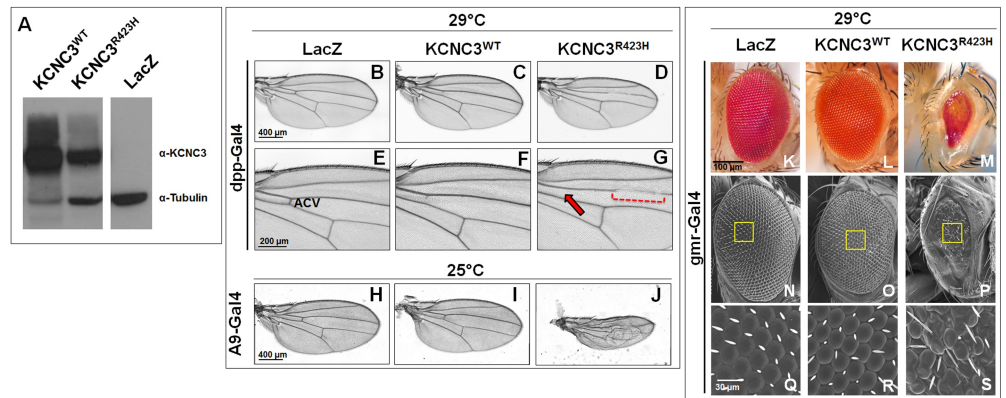 A
KCNC3WT
KCNC3R423H
LacZ
α-KCNC3
α-Tubulin
29°C
LacZ
KCNC3WT
KCNC3R423H
dpp-Gal4
B
C
D
400 µm
E
F
G
ACV
200 µm
25°C
A9-Gal4
H
I
J
400 µm
29°C
LacZ
KCNC3WT
KCNC3R423H
gmr-Gal4
100 µm
K
L
M
N
O
P
30 µm
Q
R
S